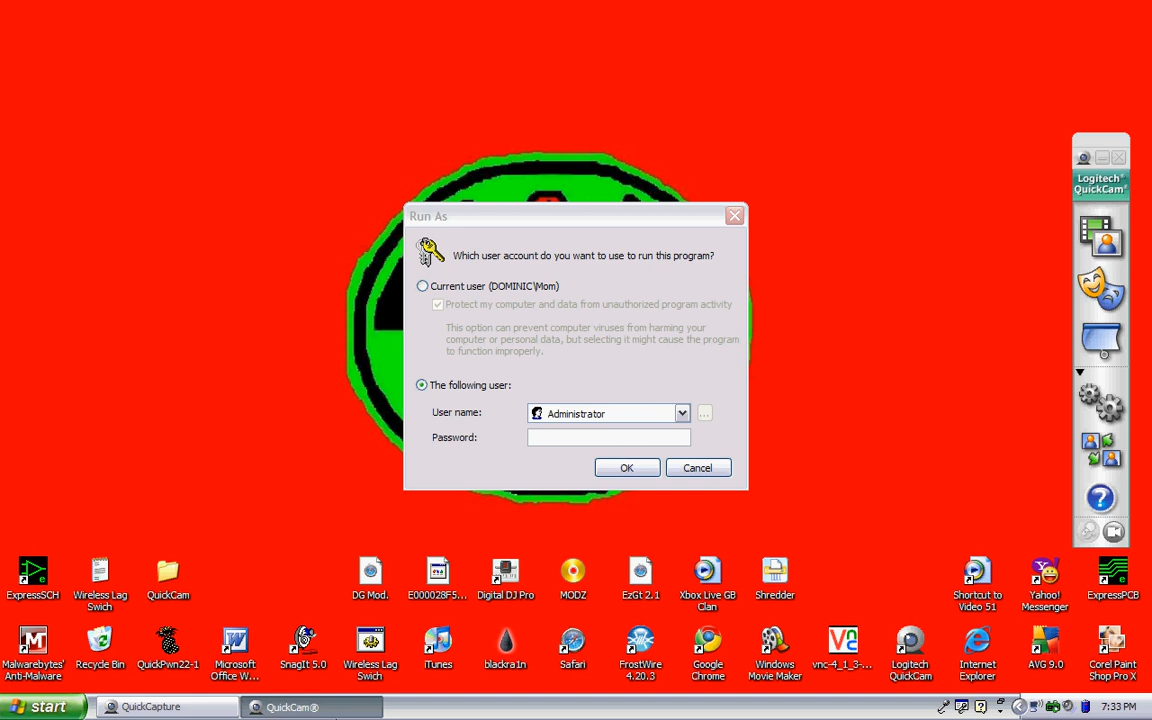 Run As
Which user account do you want to use to run this program?
Current user (DOMINIC\Mom)
Protect my computer and data from unauthorized program activity
This option can prevent computer viruses from harming your
computer or personal data, but selecting it might cause the program
to function improperly.
The following user:
User name:
Administrator
...
Password:
OK
Cancel
Logitech®
QuickCam®
ExpressSCH
Wireless Lag
Swich
QuickCam
DG Mod.
E000028F5...
Digital DJ Pro
MODZ
EzGt 2.1
Xbox Live GB
Clan
Shredder
Shortcut to
Video 51
Yahoo!
Messenger
ExpressPCB
Malwarebytes'
Anti-Malware
Recycle Bin
QuickPwn22-1
Microsoft
Office W...
SnagIt 5.0
Wireless Lag
Swich
iTunes
blackra1n
Safari
FrostWire
4.20.3
Google
Chrome
Windows
Movie Maker
vnc-4_1_3-...
Logitech
QuickCam
Internet
Explorer
AVG 9.0
Corel Paint
Shop Pro X
start
QuickCapture
QuickCam®
7:33 PM